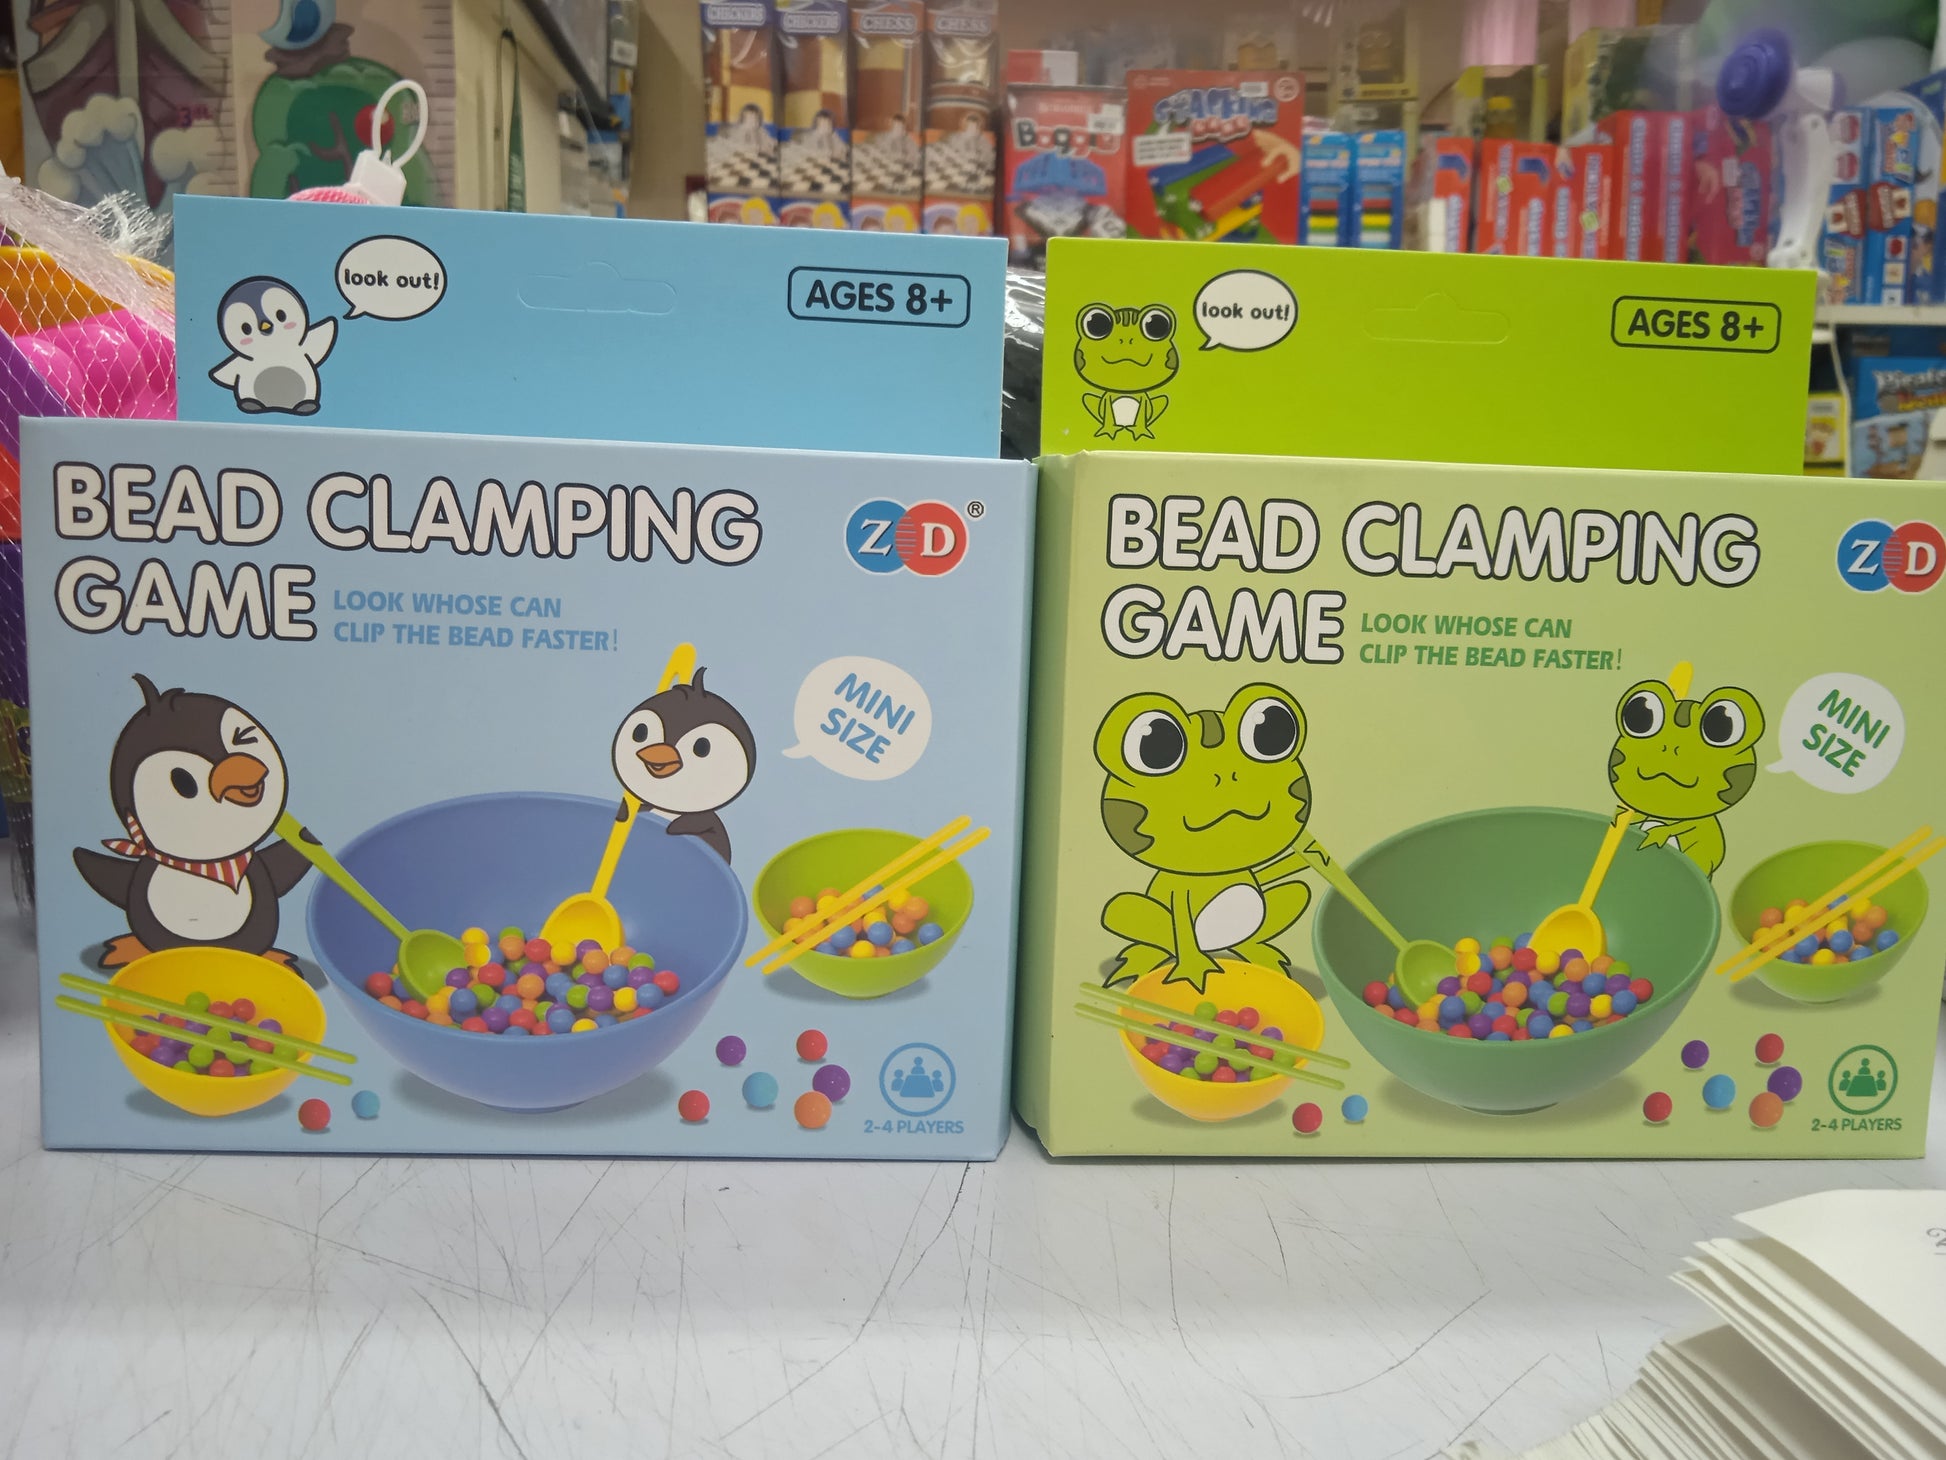 CHECKERS
CHECKERS
CHESS
CHESS
Boggle
look out!
AGES 8+
BEAD CLAMPING
GAME
LOOK WHOSE CAN
CLIP THE BEAD FASTER!
ZD®
MINI
SIZE
2-4 PLAYERS
look out!
AGES 8+
BEAD CLAMPING
GAME
LOOK WHOSE CAN
CLIP THE BEAD FASTER!
ZD
MINI
SIZE
2-4 PLAYERS